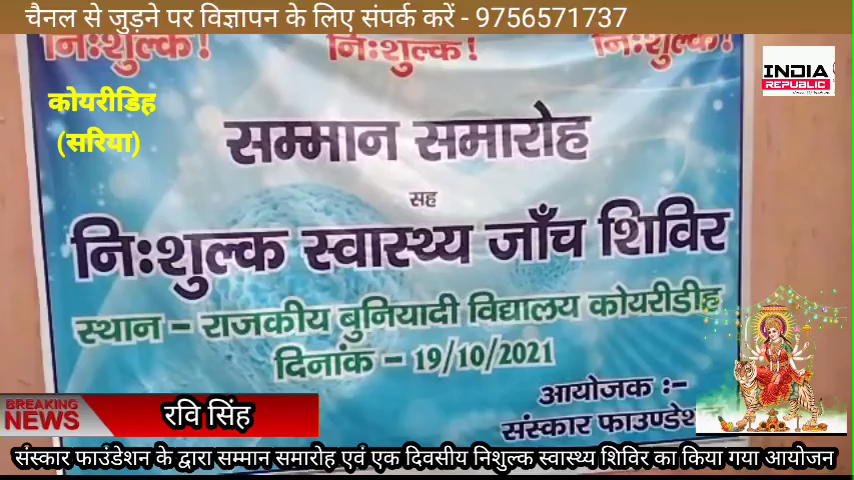 चैनल से जुड़ने पर विज्ञापन के लिए संपर्क करें - 9756571737
निःशुल्क! निःशुल्क! निःशुल्क!
INDIA
REPUBLIC
कोयरीडिह
(सरिया)
सम्मान समारोह
सह
निःशुल्क स्वास्थ्य जाँच शिविर
स्थान – राजकीय बुनियादी विद्यालय कोयरीडीह
दिनांक – 19/10/2021
आयोजक :–
संस्कार फाउण्डेश
BREAKING
NEWS
रवि सिंह
संस्कार फाउंडेशन के द्वारा सम्मान समारोह एवं एक दिवसीय निशुल्क स्वास्थ्य शिविर का किया गया आयोजन